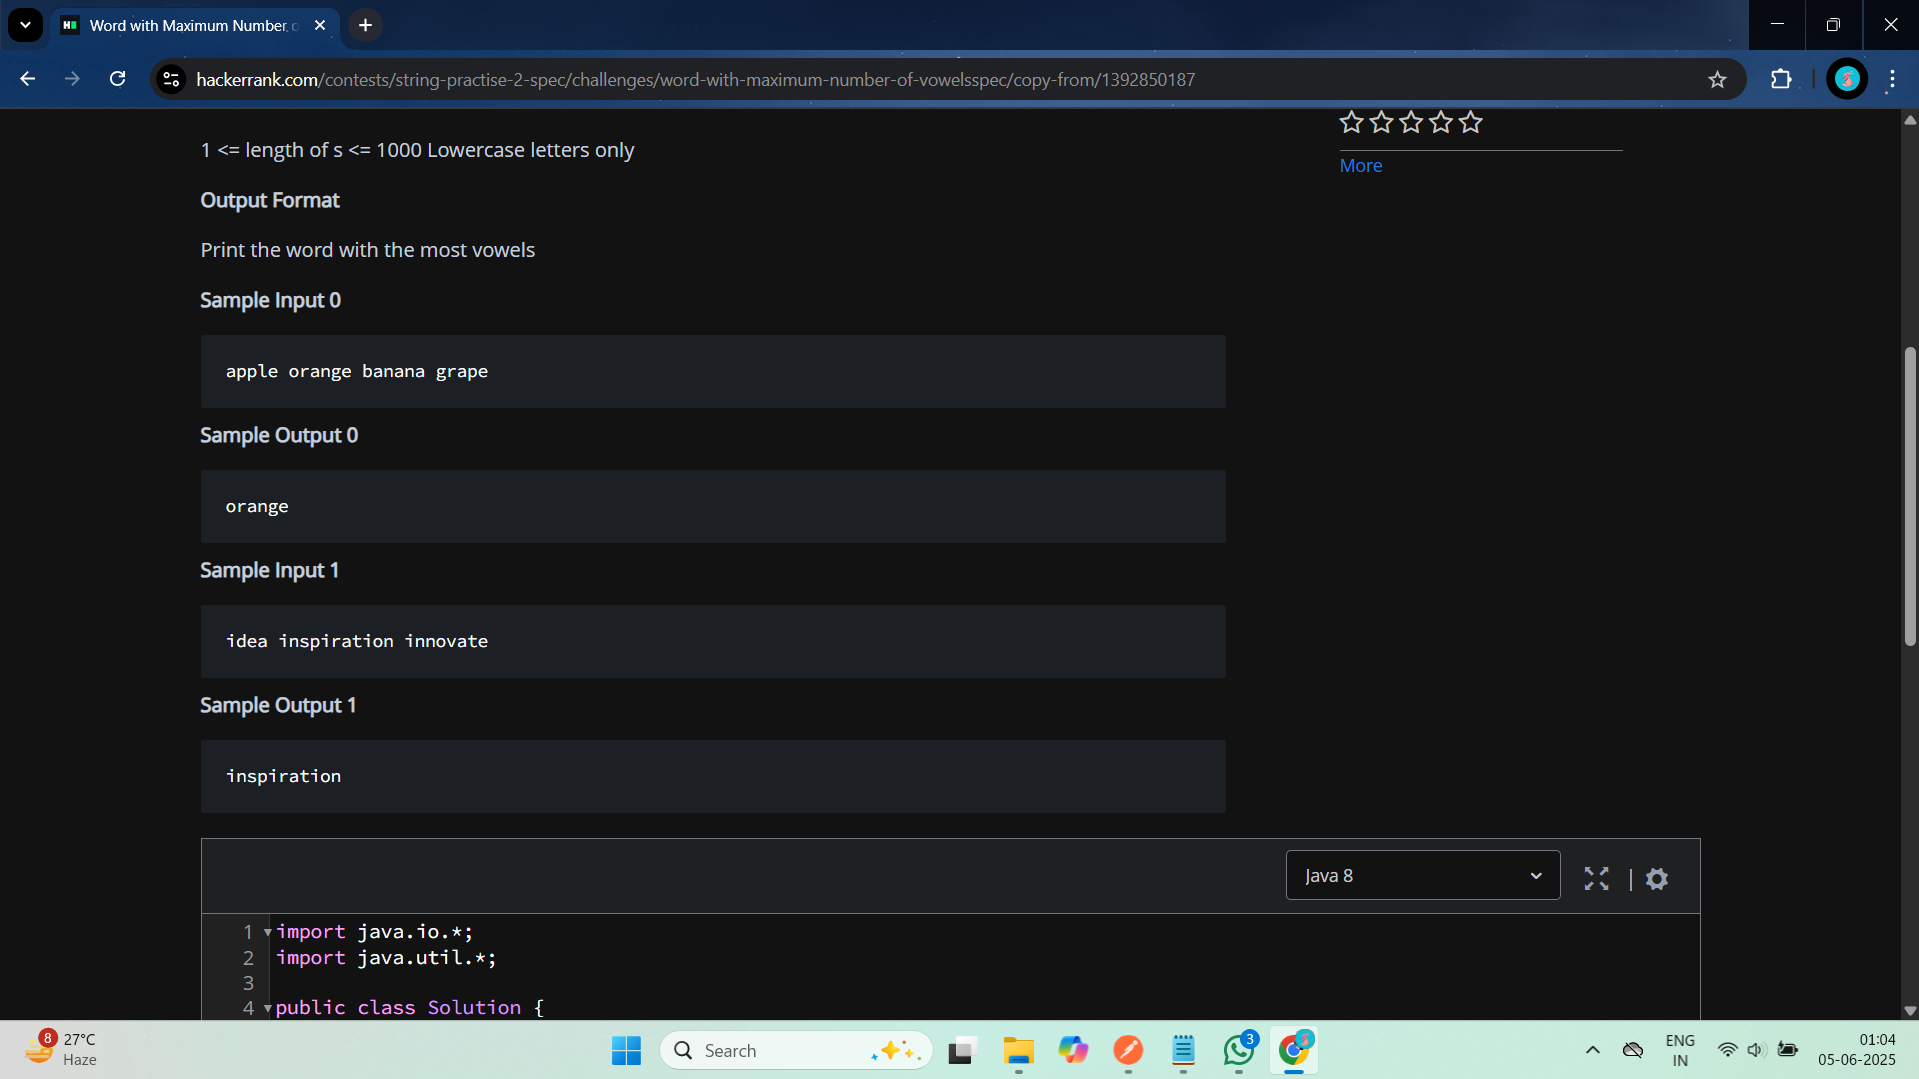 Word with Maximum Number o
hackerrank.com/contests/string-practise-2-spec/challenges/word-with-maximum-number-of-vowelsspec/copy-from/1392850187
1 <= length of s <= 1000 Lowercase letters only
More
Output Format
Print the word with the most vowels
Sample Input 0
apple orange banana grape
Sample Output 0
orange
Sample Input 1
idea inspiration innovate
Sample Output 1
inspiration
Java 8
1 import java.io.*;
2 import java.util.*;
3
4 public class Solution {
8
27°C
Haze
Search
3
ENG
IN
01:04
05-06-2025